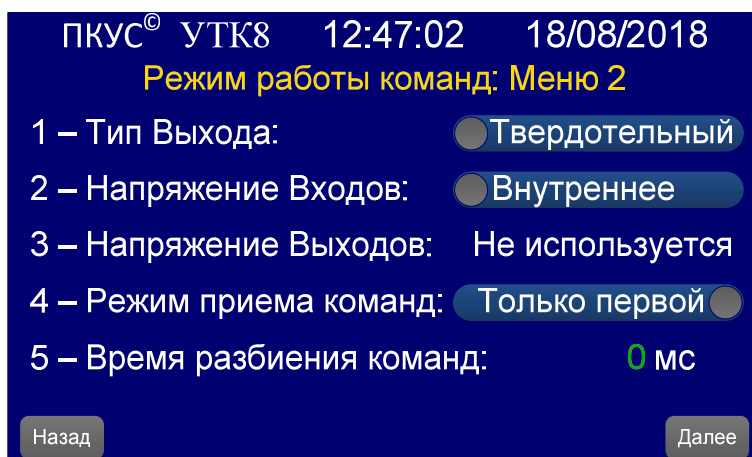 ПКУС© УТК8 12:47:02 18/08/2018
Режим работы команд: Меню 2
1 – Тип Выхода: Твердотельный
2 – Напряжение Входов: Внутреннее
3 – Напряжение Выходов: Не используется
4 – Режим приема команд: Только первой
5 – Время разбиения команд: 0 мс
Назад Далее